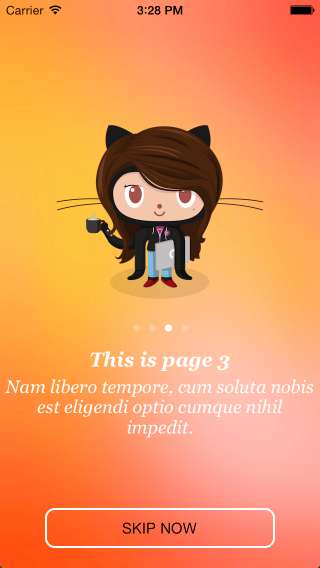 Carrier 3:28 PM
This is page 3
Nam libero tempore, cum soluta nobis
est eligendi optio cumque nihil
impedit.
SKIP NOW